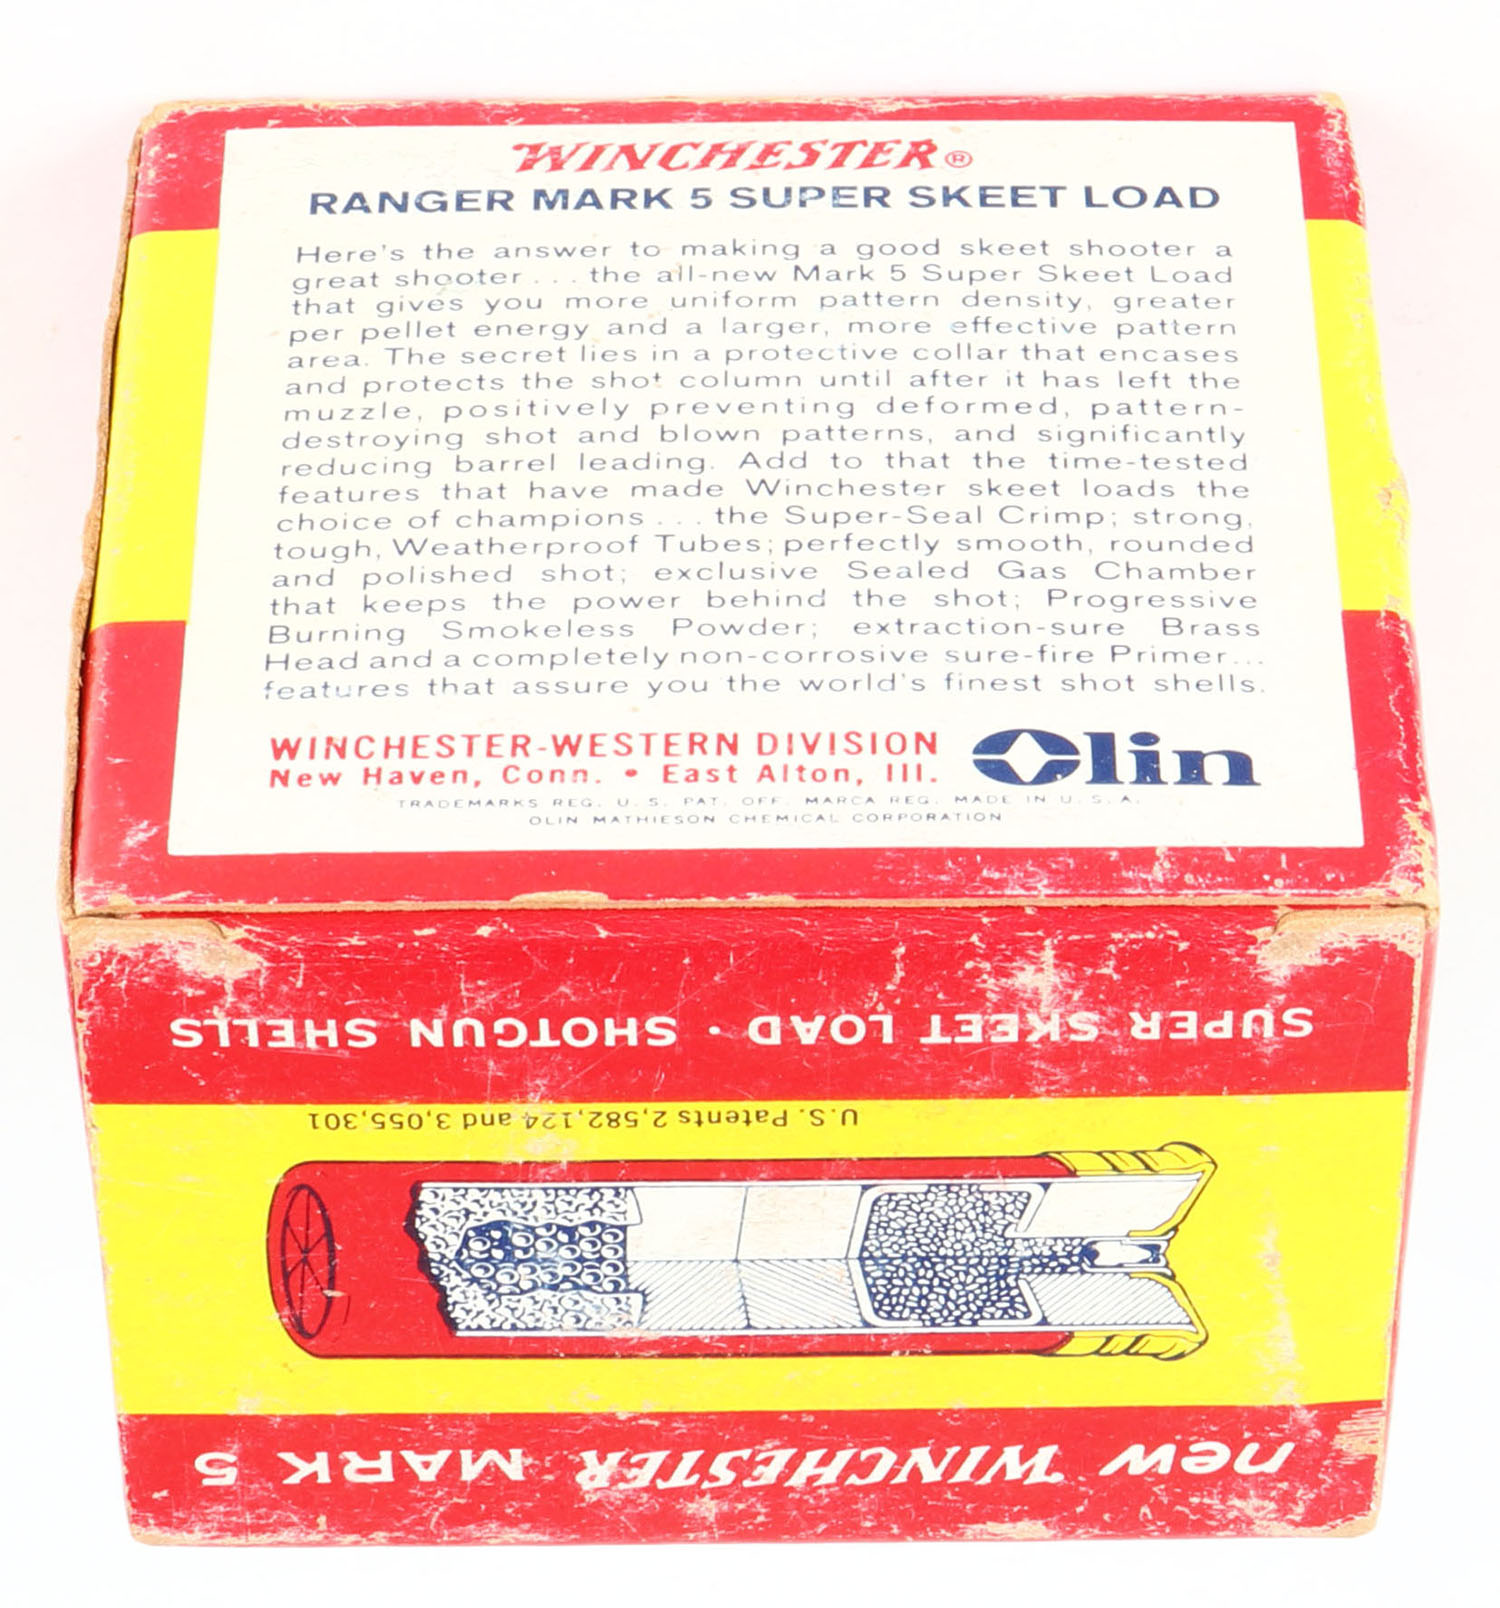 WINCHESTER®
RANGER MARK 5 SUPER SKEET LOAD
Here's the answer to making a good skeet shooter a
great shooter . . . the all-new Mark 5 Super Skeet Load
that gives you more uniform pattern density, greater
per pellet energy and a larger, more effective pattern
area. The secret lies in a protective collar that encases
and protects the shot column until after it has left the
muzzle, positively preventing deformed, pattern-
destroying shot and blown patterns, and significantly
reducing barrel leading. Add to that the time-tested
features that have made Winchester skeet loads the
choice of champions . . . the Super-Seal Crimp; strong,
tough, Weatherproof Tubes; perfectly smooth, rounded
and polished shot; exclusive Sealed Gas Chamber
that keeps the power behind the shot; Progressive
Burning Smokeless Powder; extraction-sure Brass
Head and a completely non-corrosive sure-fire Primer...
features that assure you the world's finest shot shells.
WINCHESTER-WESTERN DIVISION
New Haven, Conn. • East Alton, Ill.
Olin
TRADEMARKS REG. U. S. PAT. OFF. MARCA REG. MADE IN U. S. A.
OLIN MATHIESON CHEMICAL CORPORATION
new WINCHESTER MARK 5
U.S. Patents 2,582,124 and 3,055,301
SUPER SKEET LOAD · SHOTGUN SHELLS